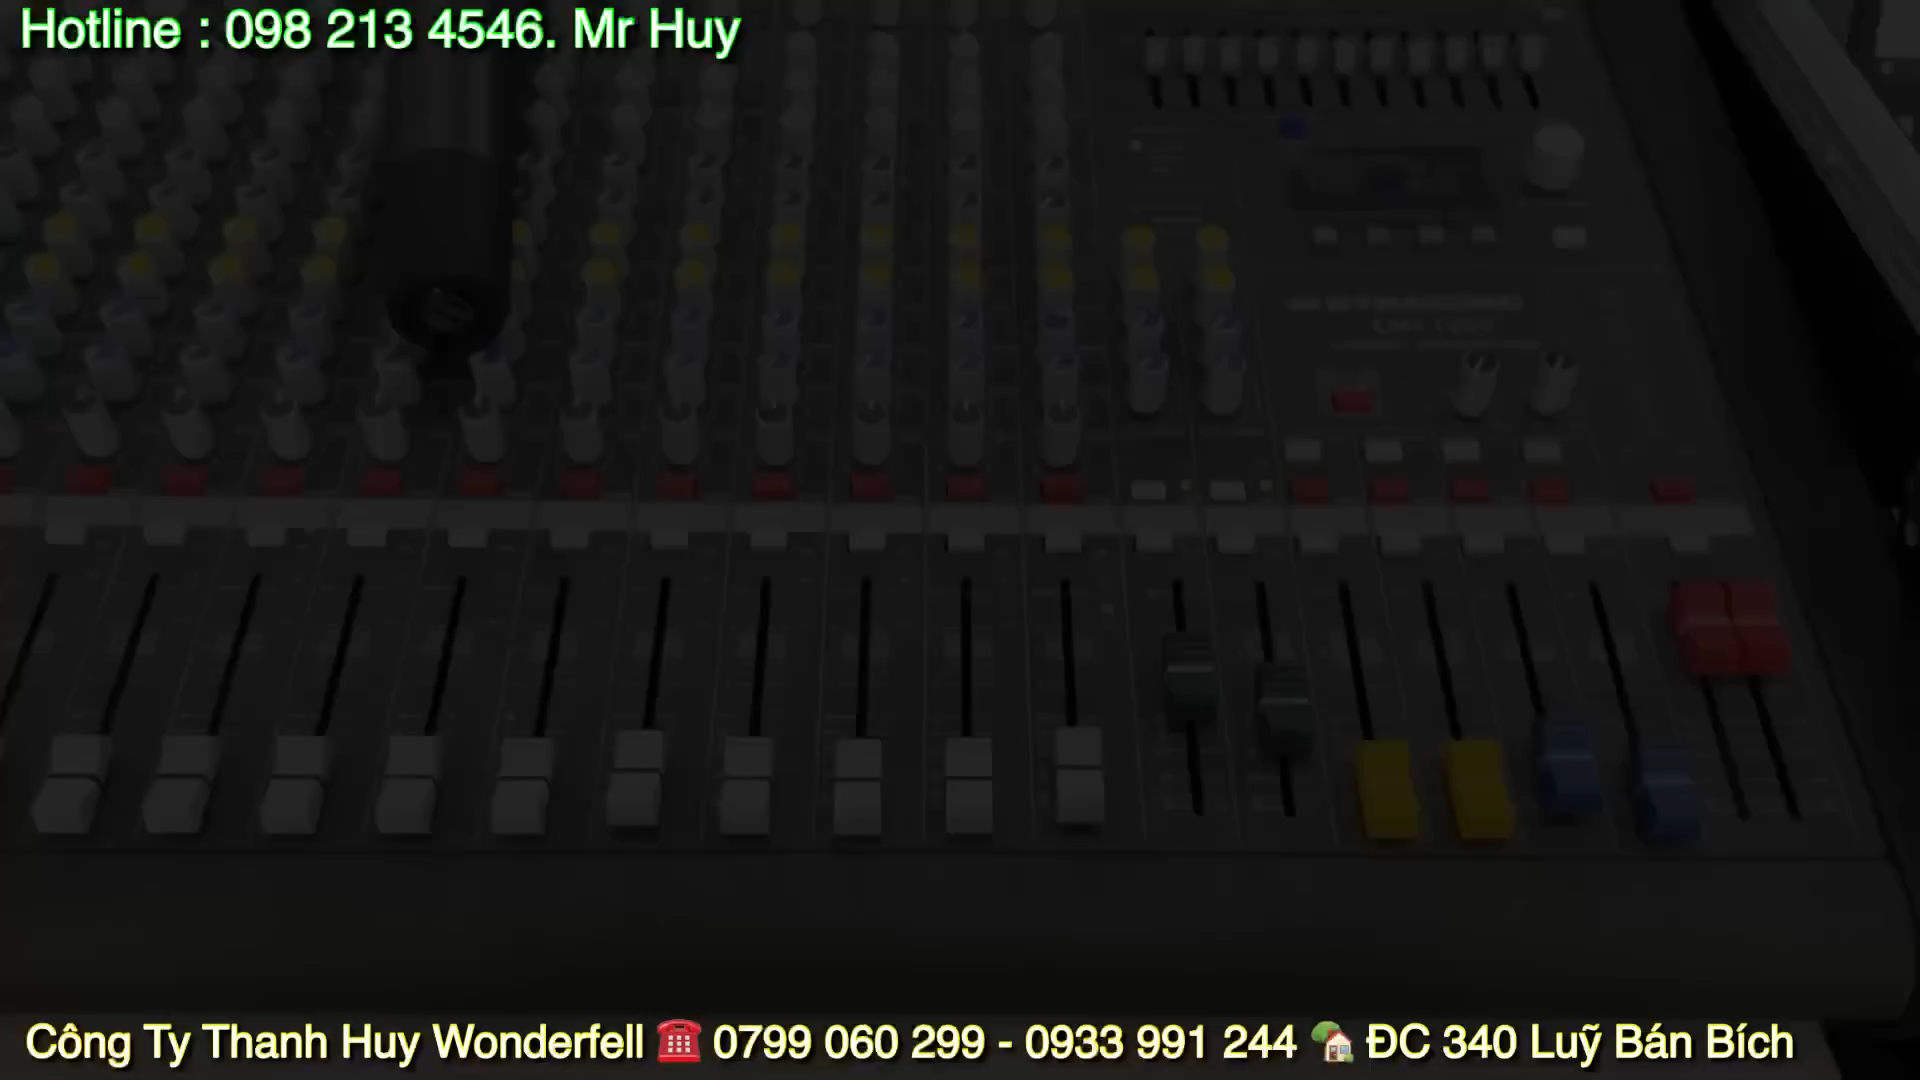 Hotline : 098 213 4546. Mr Huy
Công Ty Thanh Huy Wonderfell ☎️ 0799 060 299 - 0933 991 244 🏡 ĐC 340 Luỹ Bán Bích